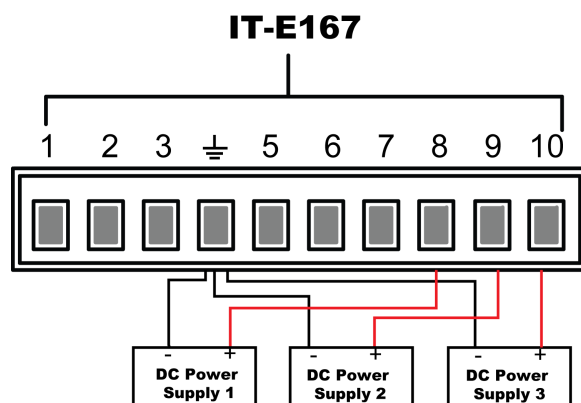 IT-E167
1 2 3 ⏚ 5 6 7 8 9 10
- + - + - +
DC Power DC Power DC Power
Supply 1 Supply 2 Supply 3